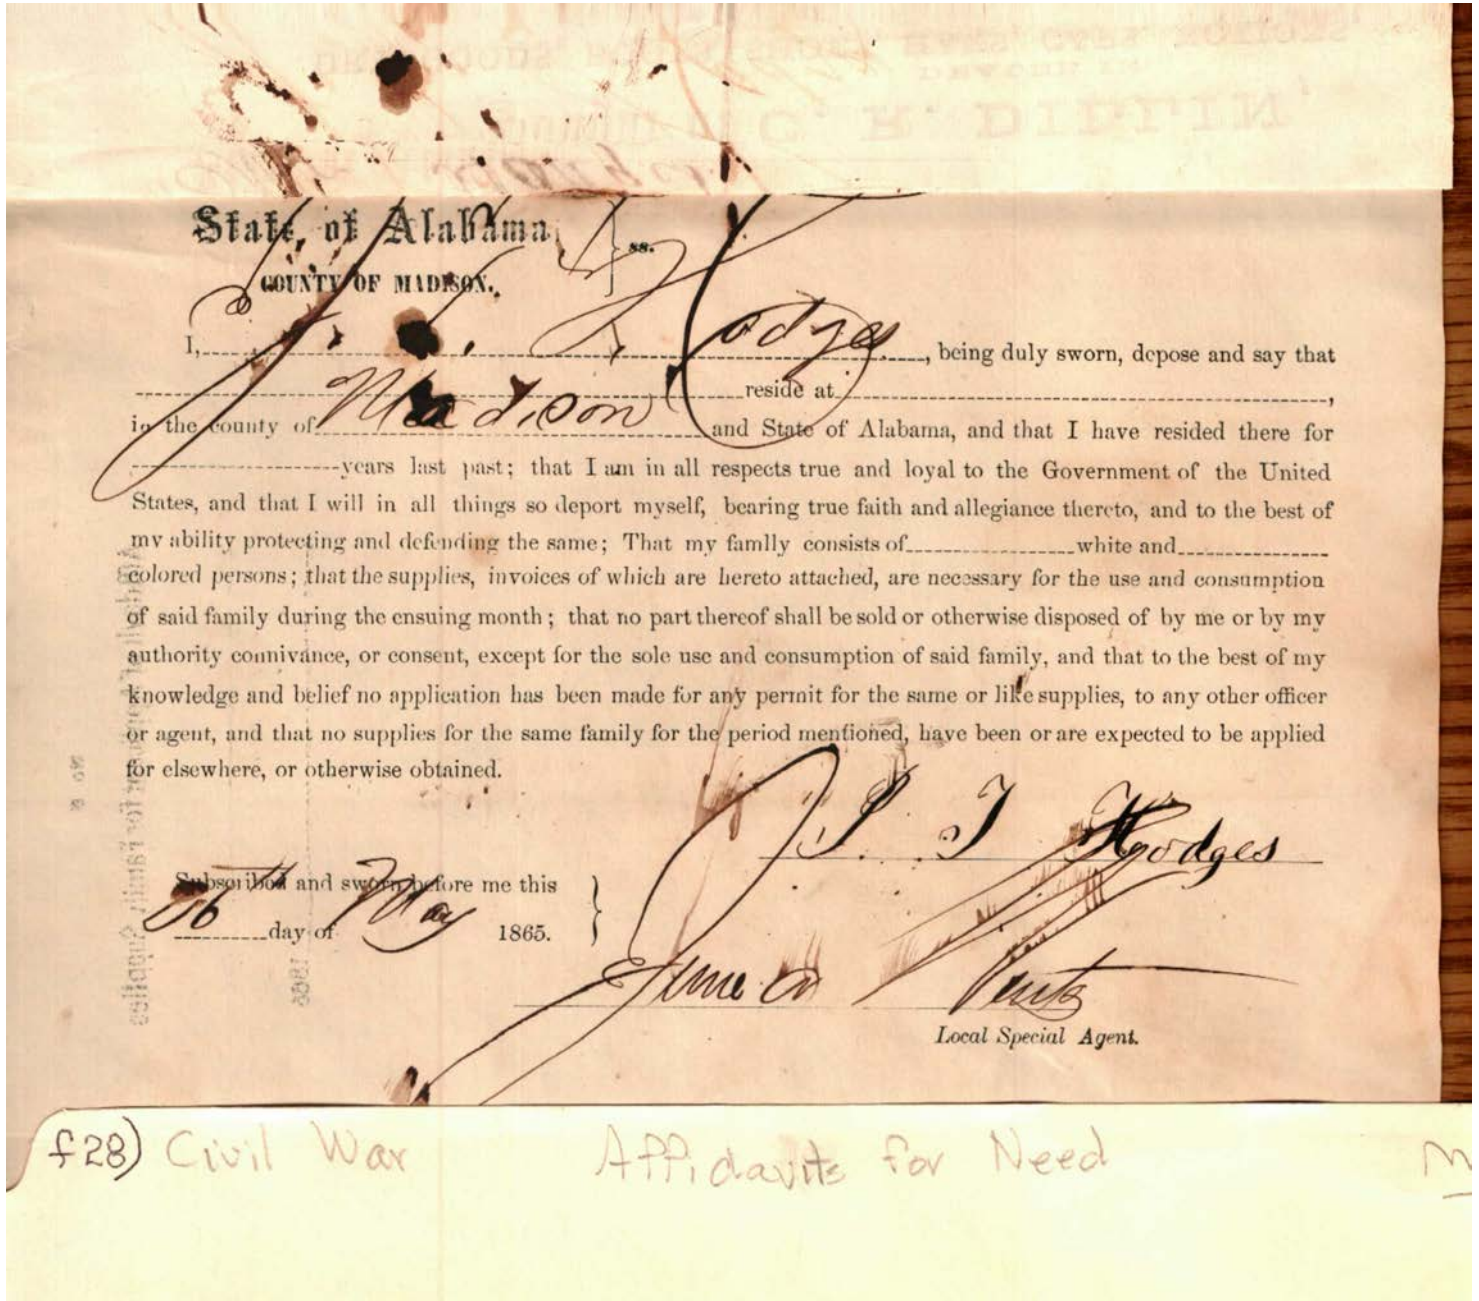 State, of Alabama, } ss.
COUNTY OF MADISON.
I, Hodges, being duly sworn, depose and say that
reside at,
in the county of Madison and State of Alabama, and that I have resided there for
years last past; that I am in all respects true and loyal to the Government of the United
States, and that I will in all things so deport myself, bearing true faith and allegiance thereto, and to the best of
my ability protecting and defending the same; That my family consists of white and
colored persons; that the supplies, invoices of which are hereto attached, are necessary for the use and consumption
of said family during the ensuing month; that no part thereof shall be sold or otherwise disposed of by me or by my
authority connivance, or consent, except for the sole use and consumption of said family, and that to the best of my
knowledge and belief no application has been made for any permit for the same or like supplies, to any other officer
or agent, and that no supplies for the same family for the period mentioned, have been or are expected to be applied
for elsewhere, or otherwise obtained.
Hodges
Subscribed and sworn before me this
day of May 1865.
Local Special Agent.
f28) Civil War Affidavits for Need M